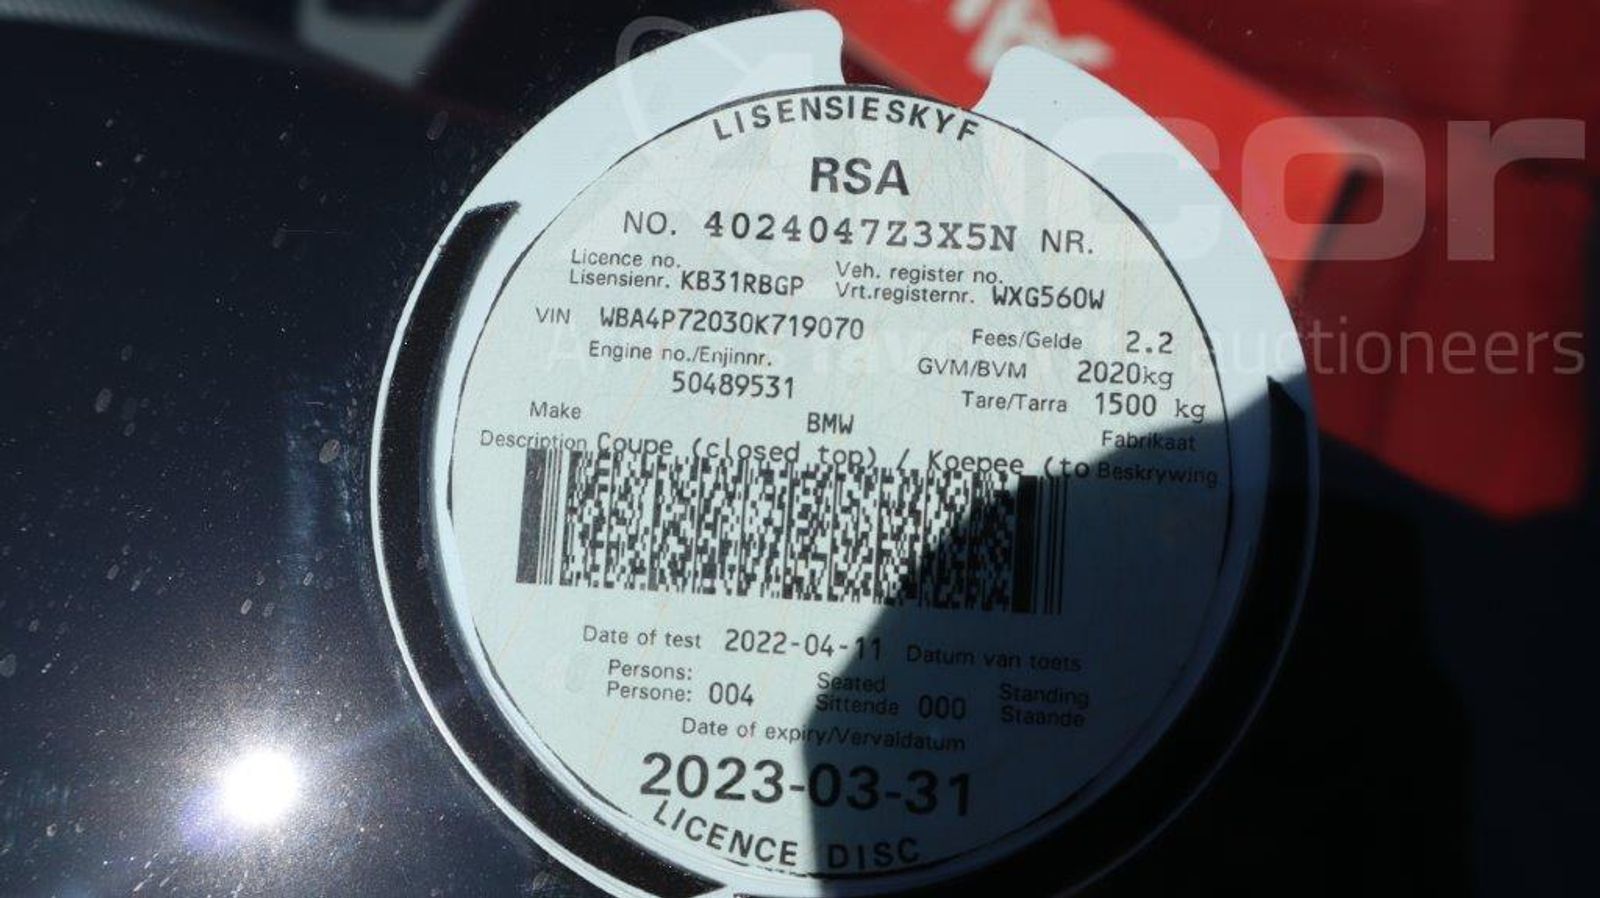 LISENSIESKYF
RSA
NO. 4024047Z3X5N NR.
Licence no. Lisensienr. KB31RBGP Veh. register no. Vrt.registernr. WXG560W
VIN WBA4P72030K719070
Fees/Gelde 2.2
Engine no./Enjinnr. 50489531
GVM/BVM 2020kg
Tare/Tarra 1500 kg
Make BMW Fabrikaat
Description Coupe (closed top) / Koepee (to Beskrywing
Date of test 2022-04-11 Datum van toets
Persons: Persone: 004 Seated Sittende 000 Standing Staande
Date of expiry/Vervaldatum
2023-03-31
LICENCE DISC